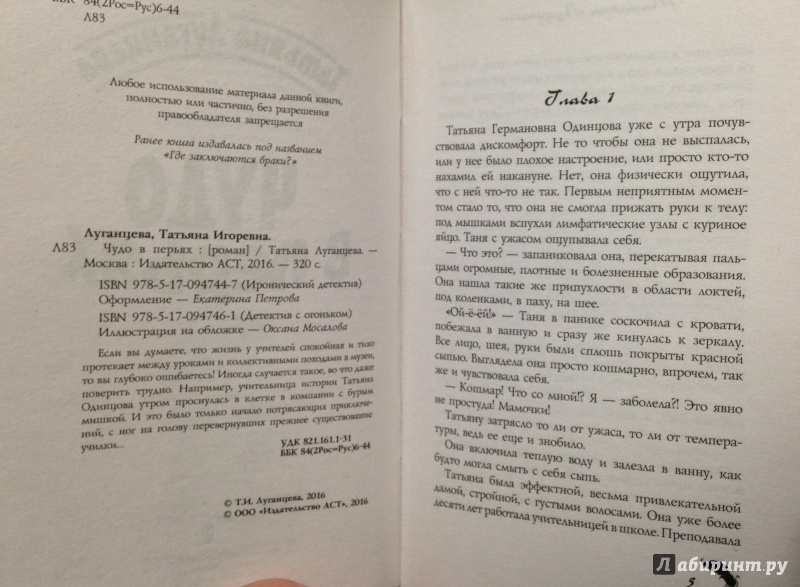 ББК 84(2Рос=Рус)6-44
Л83
Любое использование материала данной книги,
полностью или частично, без разрешения
правообладателя запрещается
Ранее книга издавалась под названием
«Где заключаются браки?»
Луганцева, Татьяна Игоревна.
Л83 Чудо в перьях : [роман] / Татьяна Луганцева. —
Москва : Издательство АСТ, 2016. — 320 с.
ISBN 978-5-17-094744-7 (Иронический детектив)
Оформление — Екатерина Петрова
ISBN 978-5-17-094746-1 (Детектив с огоньком)
Иллюстрация на обложке — Оксана Мосалова
Если вы думаете, что жизнь у учителей спокойная и тихо
протекает между уроками и коллективными походами в музеи,
то вы глубоко ошибаетесь! Иногда случается такое, во что даже
поверить трудно. Например, учительница истории Татьяна
Одинцова утром проснулась в клетке в компании с бурым
мишкой. И это было только начало потрясающих приключе-
ний, с ног на голову перевернувших прежнее существование
училки...
УДК 821.161.1-31
ББК 84(2Рос=Рус)6-44
© Т.И. Луганцева, 2016
© ООО «Издательство АСТ», 2016
Глава 1
Татьяна Германовна Одинцова уже с утра почув-
ствовала дискомфорт. Не то чтобы она не выспалась,
или у нее было плохое настроение, или просто кто-то
нахамил ей накануне. Нет, она физически ощутила,
что с ней что-то не так. Первым неприятным момен-
том стало то, что она не смогла прижать руки к телу:
под мышками вспухли лимфатические узлы с куриное
яйцо. Таня с ужасом ощупывала себя.
— Что это? — запаниковала она, перекатывая паль-
цами огромные, плотные и болезненные образования.
Она нашла такие же припухлости в области локтей,
под коленками, в паху, на шее.
«Ой-ё-ёй!» — Таня в панике соскочила с кровати,
побежала в ванную и сразу же кинулась к зеркалу.
Все лицо, шея, руки были сплошь покрыты красной
сыпью. Выглядела она просто кошмарно, впрочем, так
же и чувствовала себя.
— Кошмар! Что со мной!? Я — заболела?! Это явно
не простуда! Мамочки!
Татьяну затрясло то ли от ужаса, то ли от темпера-
туры, ведь ее еще и знобило.
Она включила теплую воду и залезла в ванну, как
будто могла смыть с себя сыпь.
Татьяна была эффектной, весьма привлекательной
дамой, стройной, с густыми волосами. Она уже более
десяти лет работала учительницей в школе. Преподавала
5
Лабиринт.ру